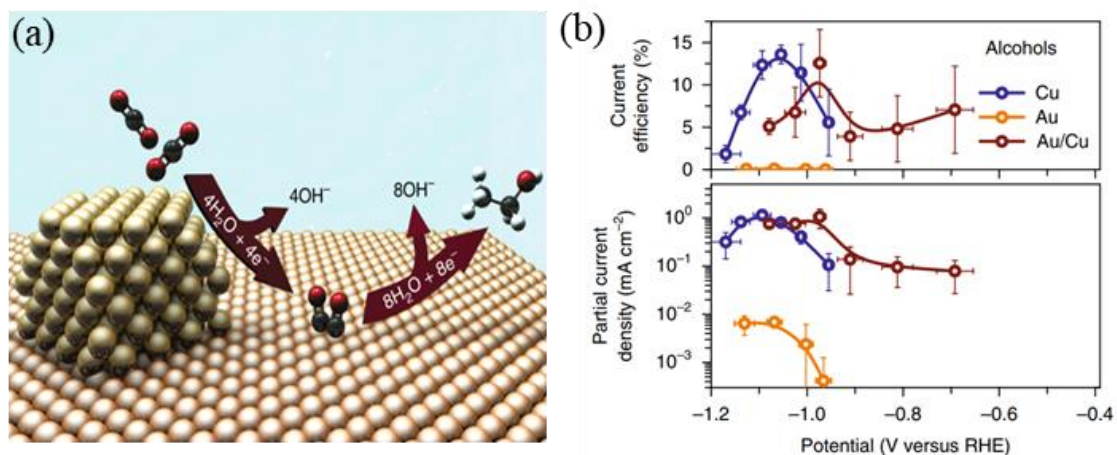 (a)
4H₂O + 4e⁻
4OH⁻
8OH⁻
8H₂O + 8e⁻
(b)
Current
efficiency (%)
15
10
5
0
Alcohols
Cu
Au
Au/Cu
Partial current
density (mA cm⁻²)
10⁰
10⁻¹
10⁻²
10⁻³
−1.2 −1.0 −0.8 −0.6 −0.4
Potential (V versus RHE)